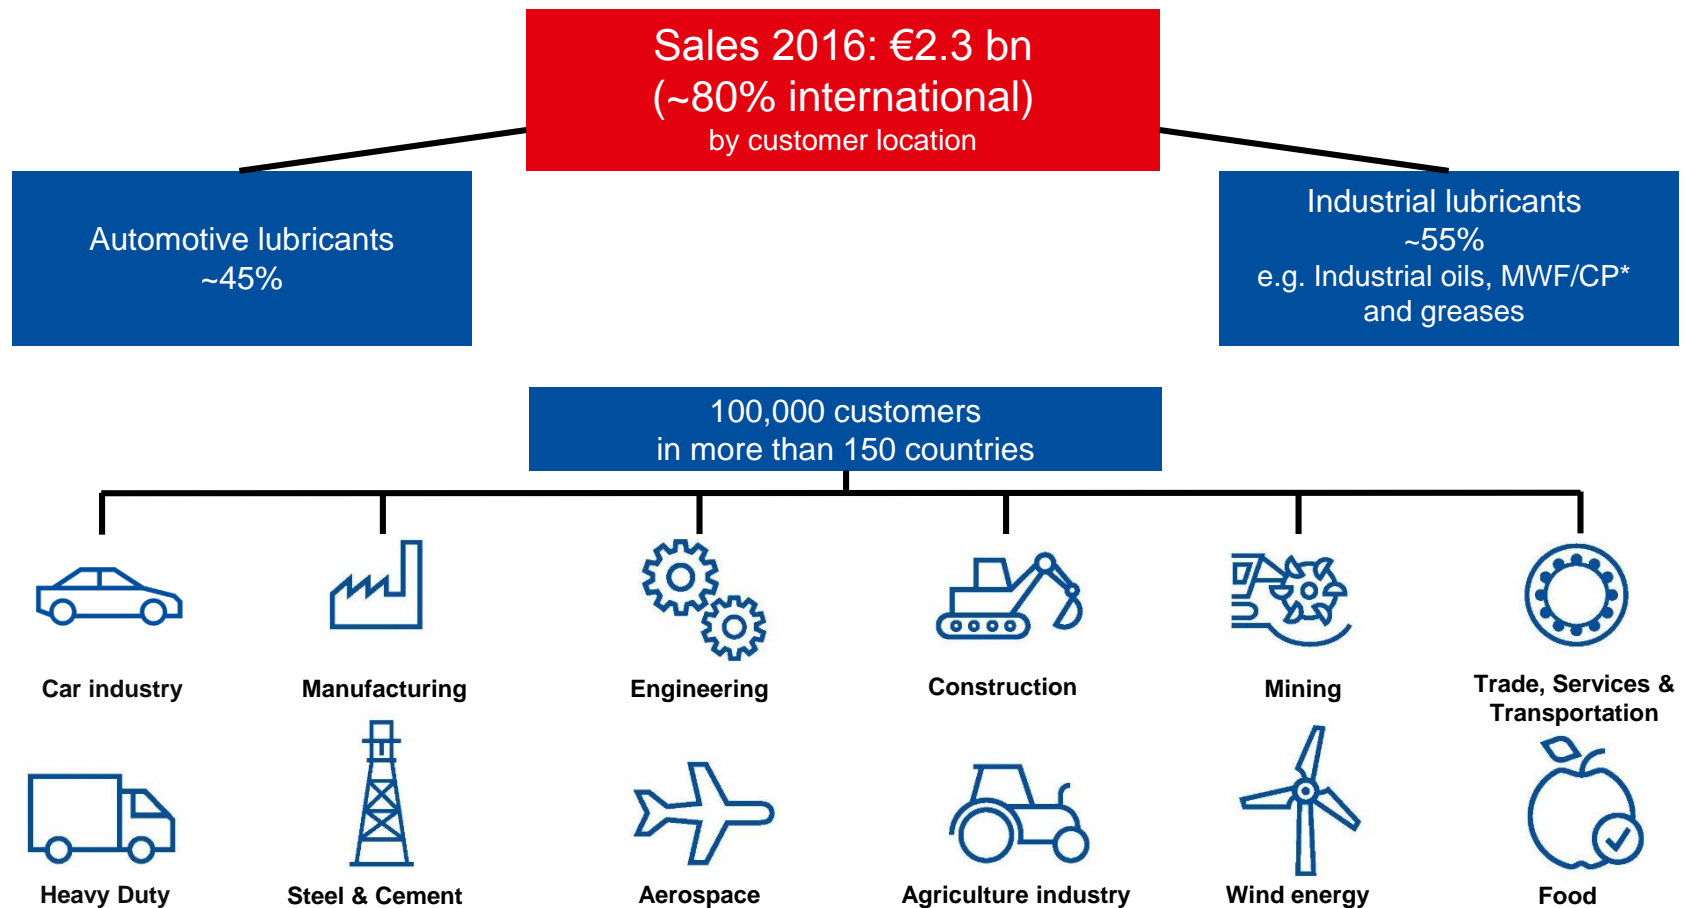 Sales 2016: €2.3 bn
(~80% international)
by customer location
Automotive lubricants
~45%
Industrial lubricants
~55%
e.g. Industrial oils, MWF/CP*
and greases
100,000 customers
in more than 150 countries
Car industry
Manufacturing
Engineering
Construction
Mining
Trade, Services &
Transportation
Heavy Duty
Steel & Cement
Aerospace
Agriculture industry
Wind energy
Food